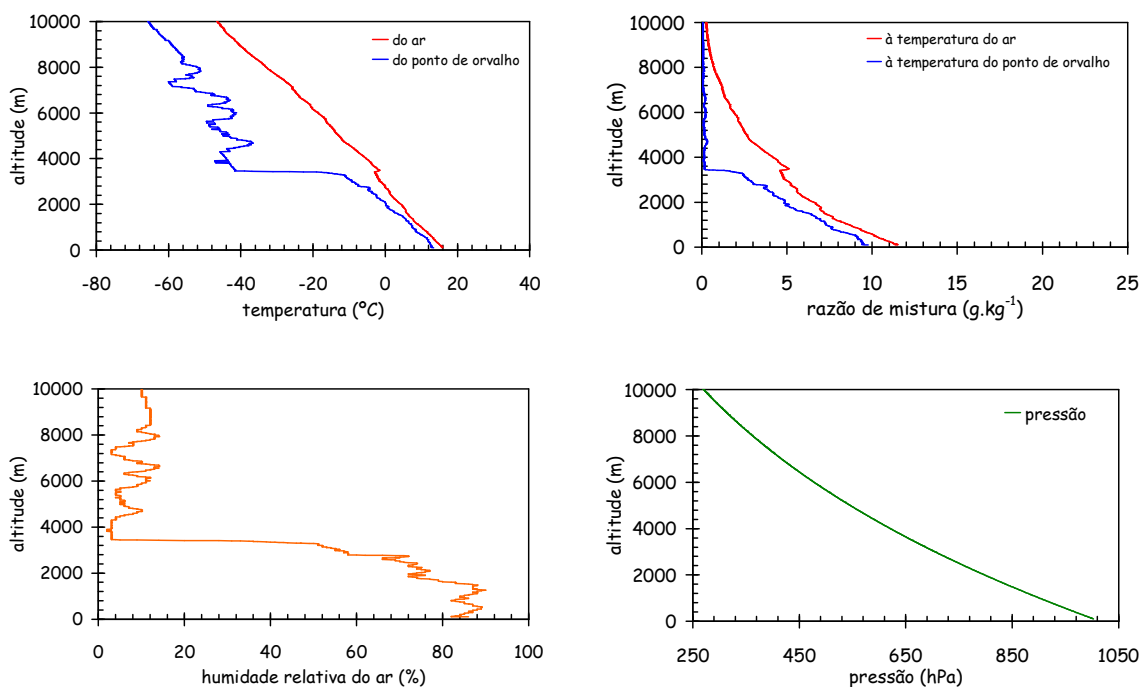 10000
8000
6000
4000
2000
0
altitude (m)
do ar
do ponto de orvalho
-80 -60 -40 -20 0 20 40
temperatura (ºC)
10000
8000
6000
4000
2000
0
altitude (m)
à temperatura do ar
à temperatura do ponto de orvalho
0 5 10 15 20 25
razão de mistura (g.kg⁻¹)
10000
8000
6000
4000
2000
0
altitude (m)
0 20 40 60 80 100
humidade relativa do ar (%)
10000
8000
6000
4000
2000
0
altitude (m)
pressão
250 450 650 850 1050
pressão (hPa)